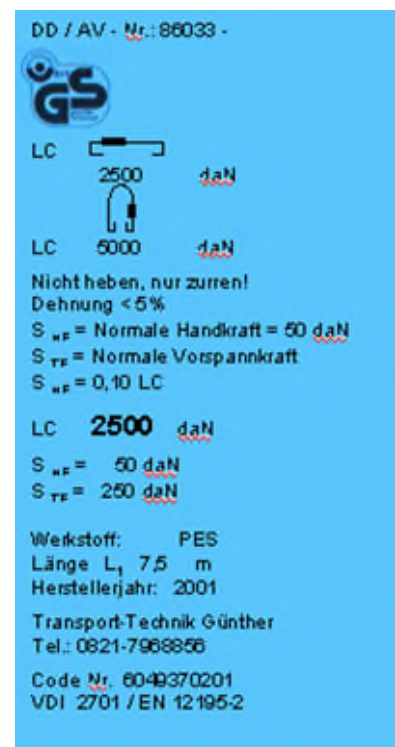 DD / AV - Nr.: 86033 -
GS
LC
2500 daN
LC 5000 daN
Nicht heben, nur zurren!
Dehnung < 5%
S HF = Normale Handkraft = 50 daN
S TF = Normale Vorspannkraft
S HF = 0,10 LC
LC 2500 daN
S HF = 50 daN
S TF = 250 daN
Werkstoff: PES
Länge L1 7,5 m
Herstellerjahr: 2001
Transport-Technik Günther
Tel.: 0821-7968856
Code Nr. 6049370201
VDI 2701 / EN 12195-2